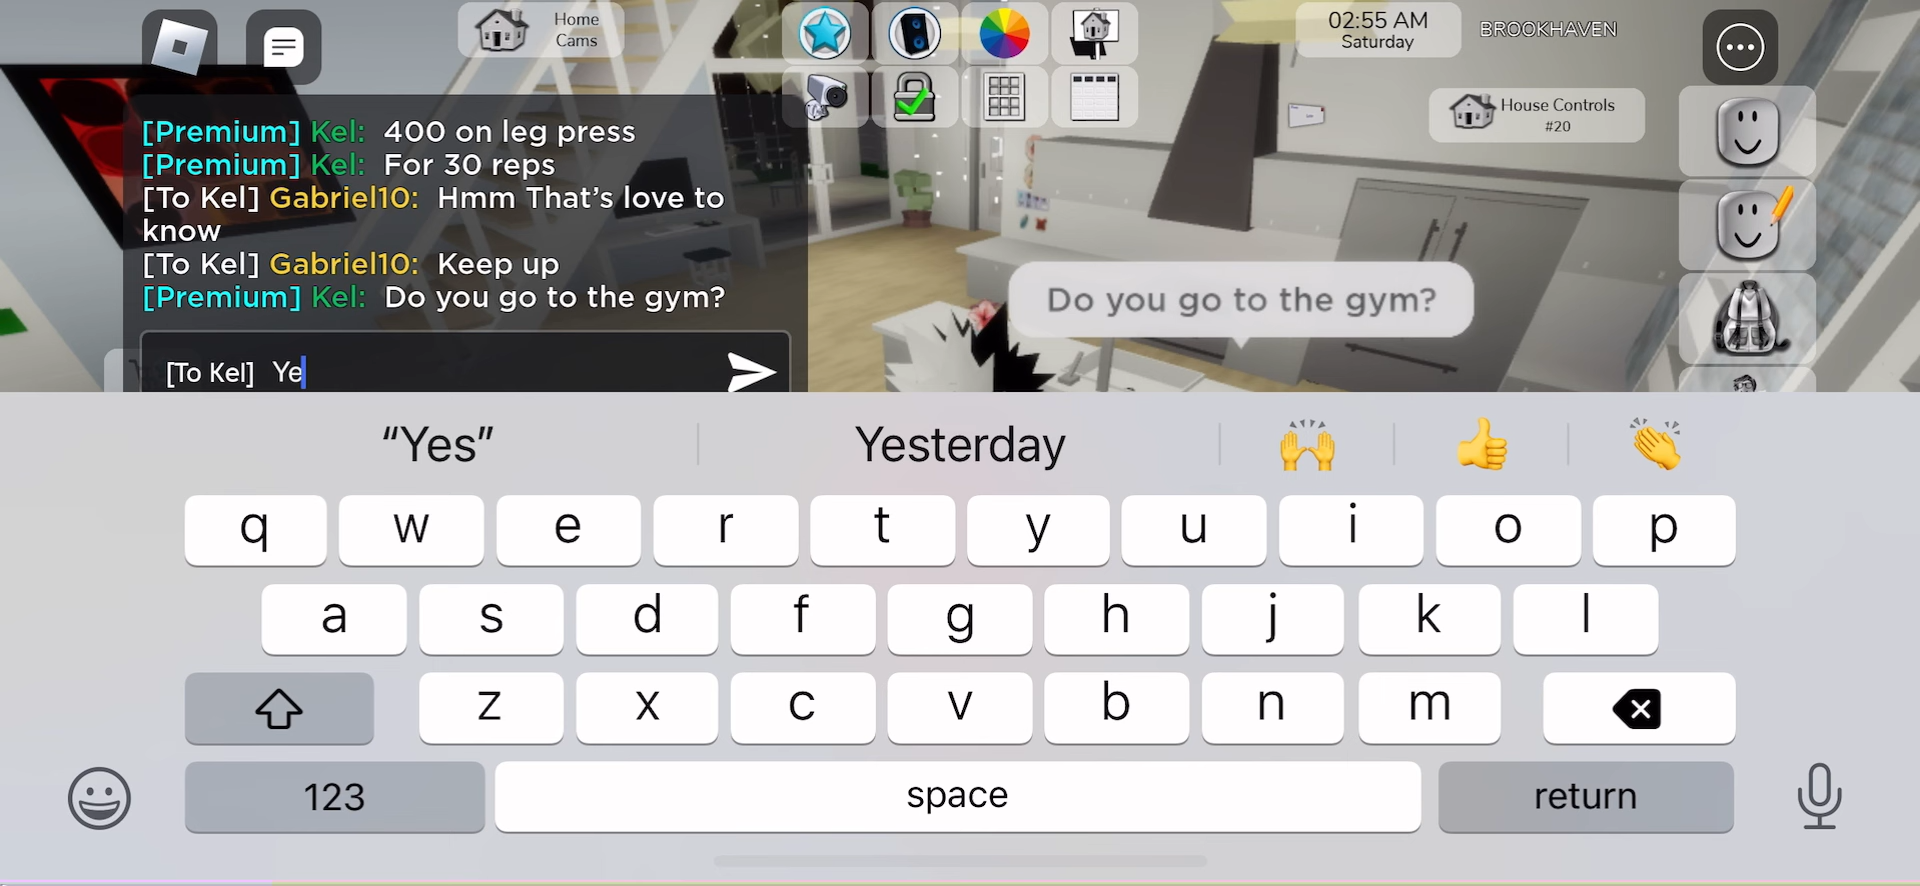 Home
Cams
02:55 AM
Saturday
BROOKHAVEN
House Controls
#20
[Premium] Kel: 400 on leg press
[Premium] Kel: For 30 reps
[To Kel] Gabriel10: Hmm That’s love to
know
[To Kel] Gabriel10: Keep up
[Premium] Kel: Do you go to the gym?
Do you go to the gym?
[To Kel] Ye
“Yes” Yesterday 🙌 👍 👏
q w e r t y u i o p
a s d f g h j k l
z x c v b n m
123 space return